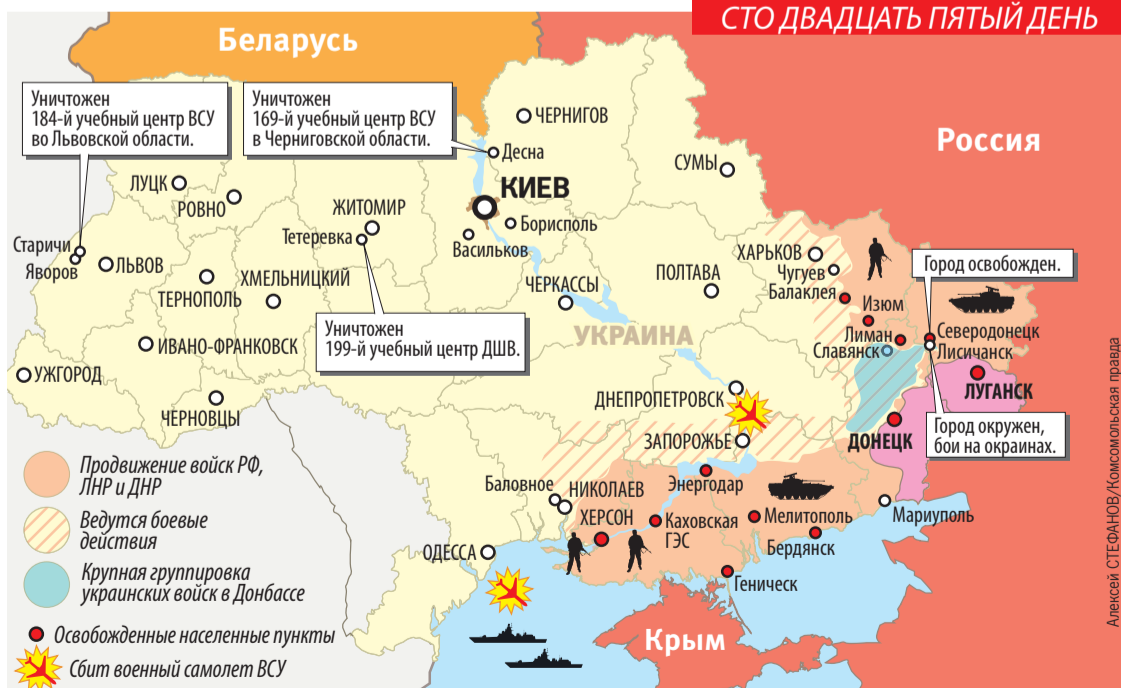 СТО ДВАДЦАТЬ ПЯТЫЙ ДЕНЬ
Беларусь
Россия
Уничтожен
184-й учебный центр ВСУ
во Львовской области.
Уничтожен
169-й учебный центр ВСУ
в Черниговской области.
ЧЕРНИГОВ
Десна
СУМЫ
ЛУЦК
РОВНО
КИЕВ
ЖИТОМИР
Тетеревка
Борисполь
Васильков
Старичи
Яворов
ЛЬВОВ
ТЕРНОПОЛЬ
ХМЕЛЬНИЦКИЙ
ЧЕРКАССЫ
ПОЛТАВА
ХАРЬКОВ
Чугуев
Балаклея
Город освобожден.
Изюм
Лиман
Славянск
Северодонецк
Лисичанск
УКРАИНА
Уничтожен
199-й учебный центр ДШВ.
ИВАНО-ФРАНКОВСК
УЖГОРОД
ЧЕРНОВЦЫ
ДНЕПРОПЕТРОВСК
ЛУГАНСК
ДОНЕЦК
Город окружен,
бои на окраинах.
ЗАПОРОЖЬЕ
Энергодар
Баловное
НИКОЛАЕВ
ХЕРСОН
Каховская
ГЭС
Мелитополь
Бердянск
Мариуполь
ОДЕССА
Геническ
Крым
Продвижение войск РФ,
ЛНР и ДНР
Ведутся боевые
действия
Крупная группировка
украинских войск в Донбассе
Освобожденные населенные пункты
Сбит военный самолет ВСУ
Алексей СТЕФАНОВ/Комсомольская правда